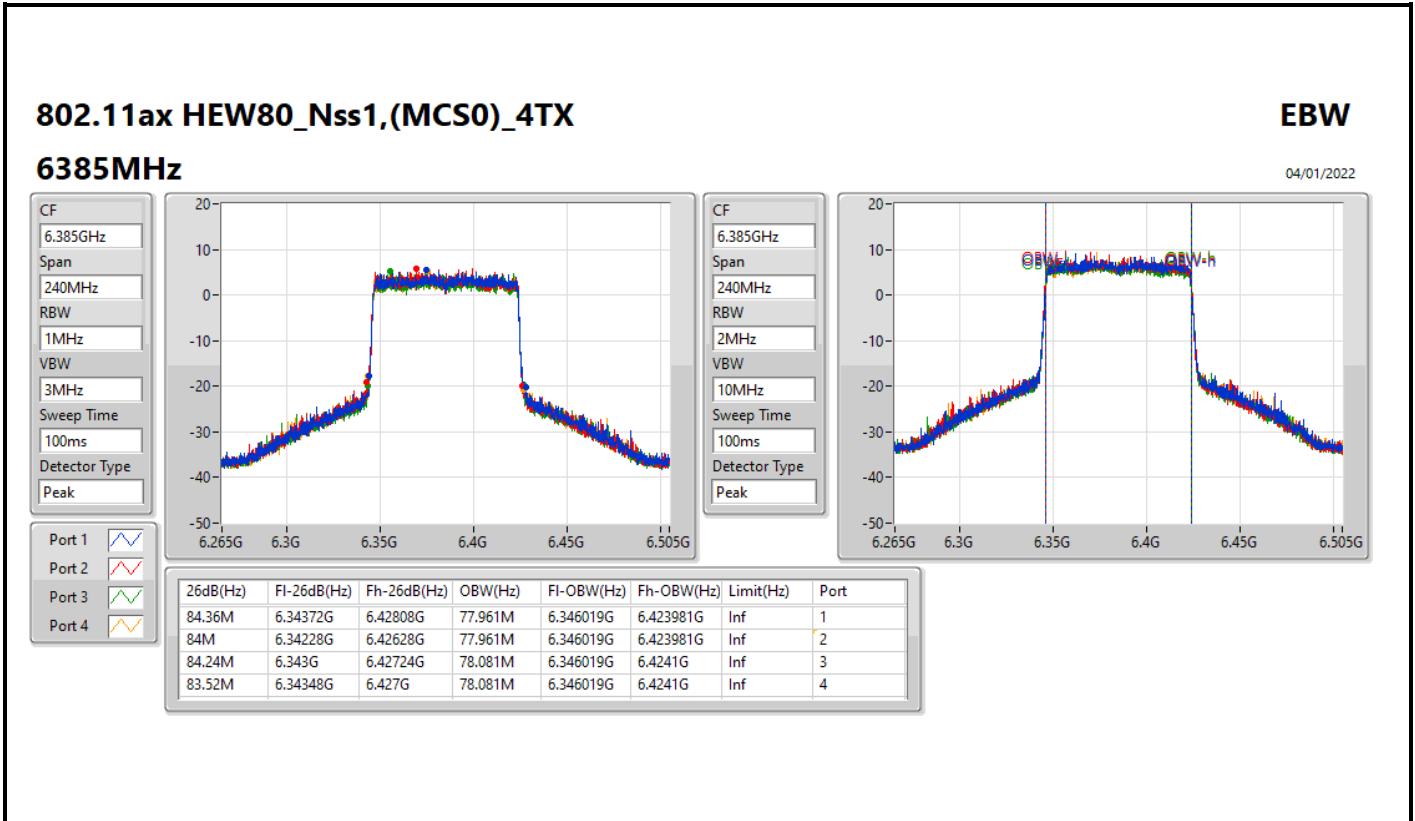 802.11ax HEW80_Nss1,(MCS0)_4TX
EBW
6385MHz
04/01/2022
CF
6.385GHz
Span
240MHz
RBW
1MHz
VBW
3MHz
Sweep Time
100ms
Detector Type
Peak
20
10
0
-10
-20
-30
-40
-50
6.265G 6.3G 6.35G 6.4G 6.45G 6.505G
CF
6.385GHz
Span
240MHz
RBW
2MHz
VBW
10MHz
Sweep Time
100ms
Detector Type
Peak
20
10
0
-10
-20
-30
-40
-50
OBW-l OBW-h
6.265G 6.3G 6.35G 6.4G 6.45G 6.505G
Port 1
Port 2
Port 3
Port 4
26dB(Hz) Fl-26dB(Hz) Fh-26dB(Hz) OBW(Hz) Fl-OBW(Hz) Fh-OBW(Hz) Limit(Hz) Port
84.36M 6.34372G 6.42808G 77.961M 6.346019G 6.423981G Inf 1
84M 6.34228G 6.42628G 77.961M 6.346019G 6.423981G Inf 2
84.24M 6.343G 6.42724G 78.081M 6.346019G 6.4241G Inf 3
83.52M 6.34348G 6.427G 78.081M 6.346019G 6.4241G Inf 4